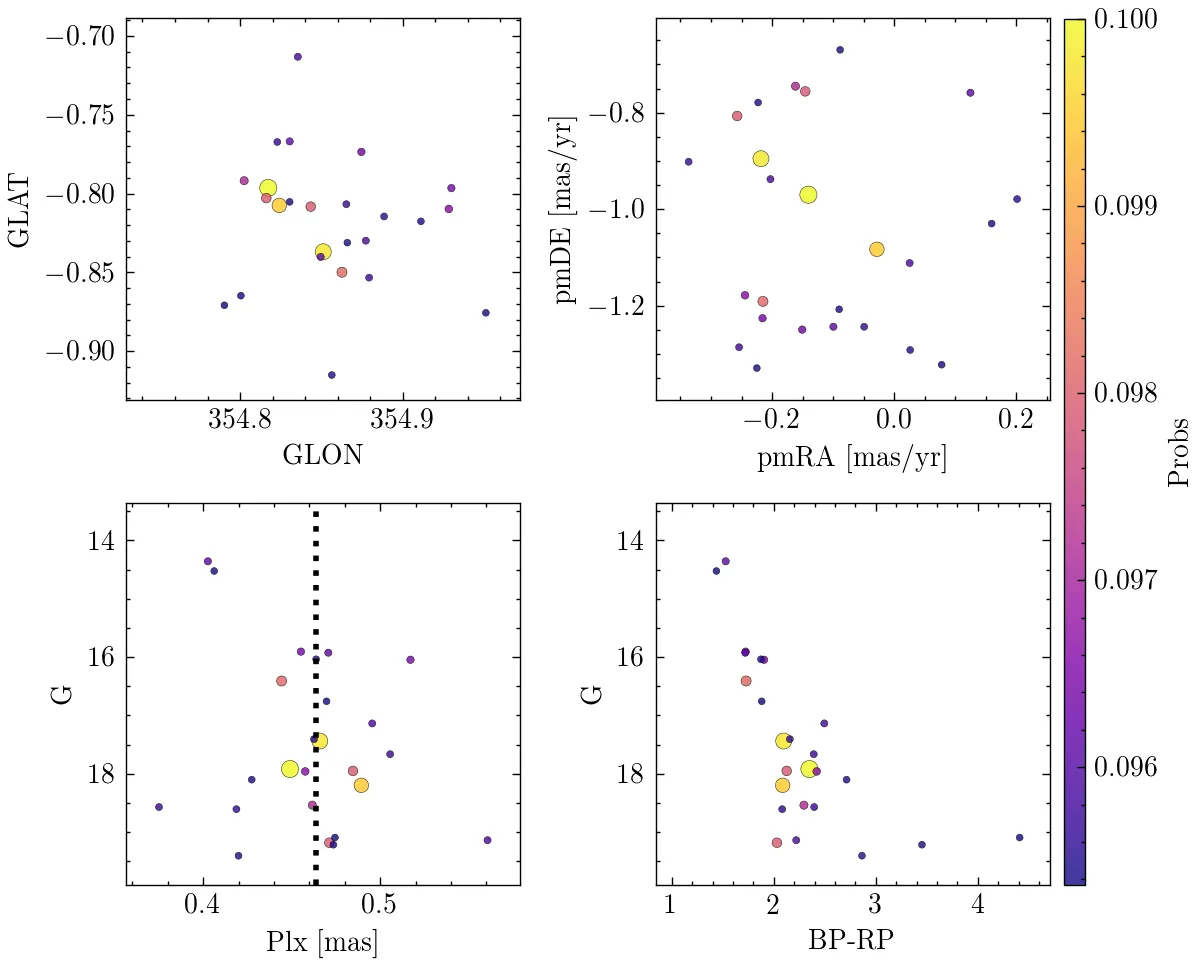 −0.70
−0.75
−0.80
−0.85
−0.90
GLAT
354.8 354.9
GLON
−0.8
−1.0
−1.2
pmDE [mas/yr]
−0.2 0.0 0.2
pmRA [mas/yr]
0.100
0.099
0.098
0.097
0.096
Probs
14
16
18
G
0.4 0.5
Plx [mas]
14
16
18
G
1 2 3 4
BP-RP